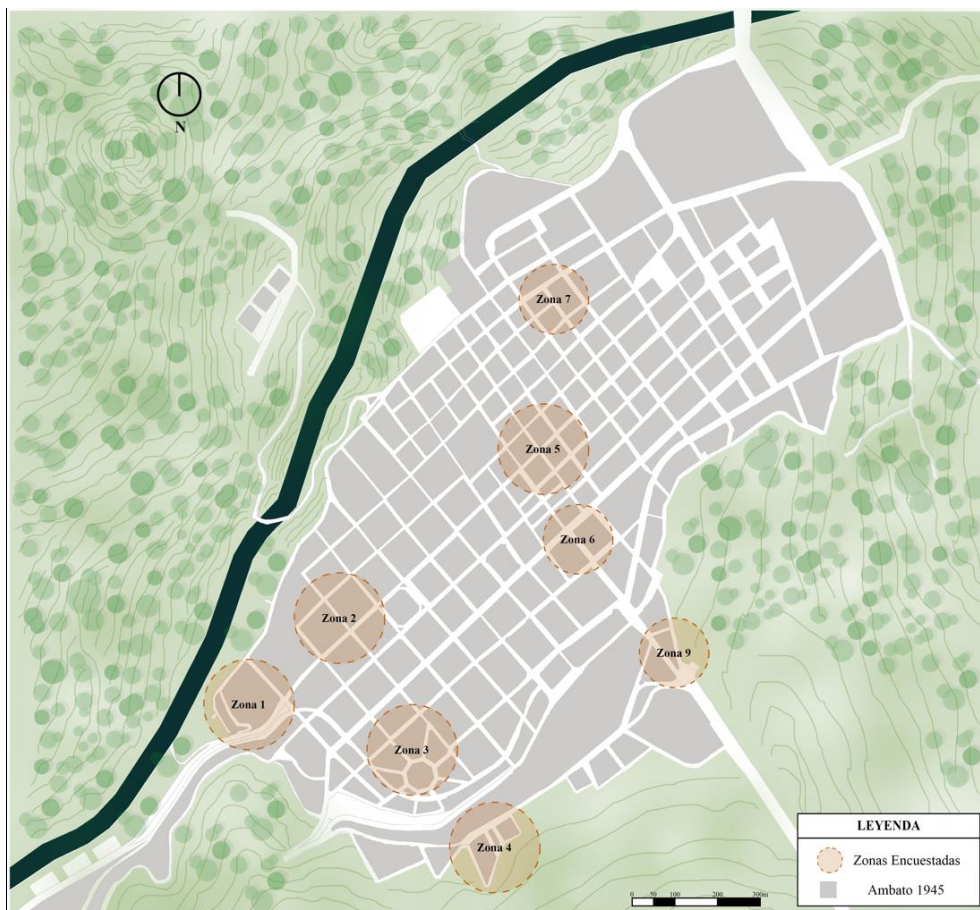 N
Zona 7
Zona 5
Zona 6
Zona 2
Zona 9
Zona 1
Zona 3
Zona 4
LEYENDA
Zonas Encuestadas
Ambato 1945
0 50 100 200 300m